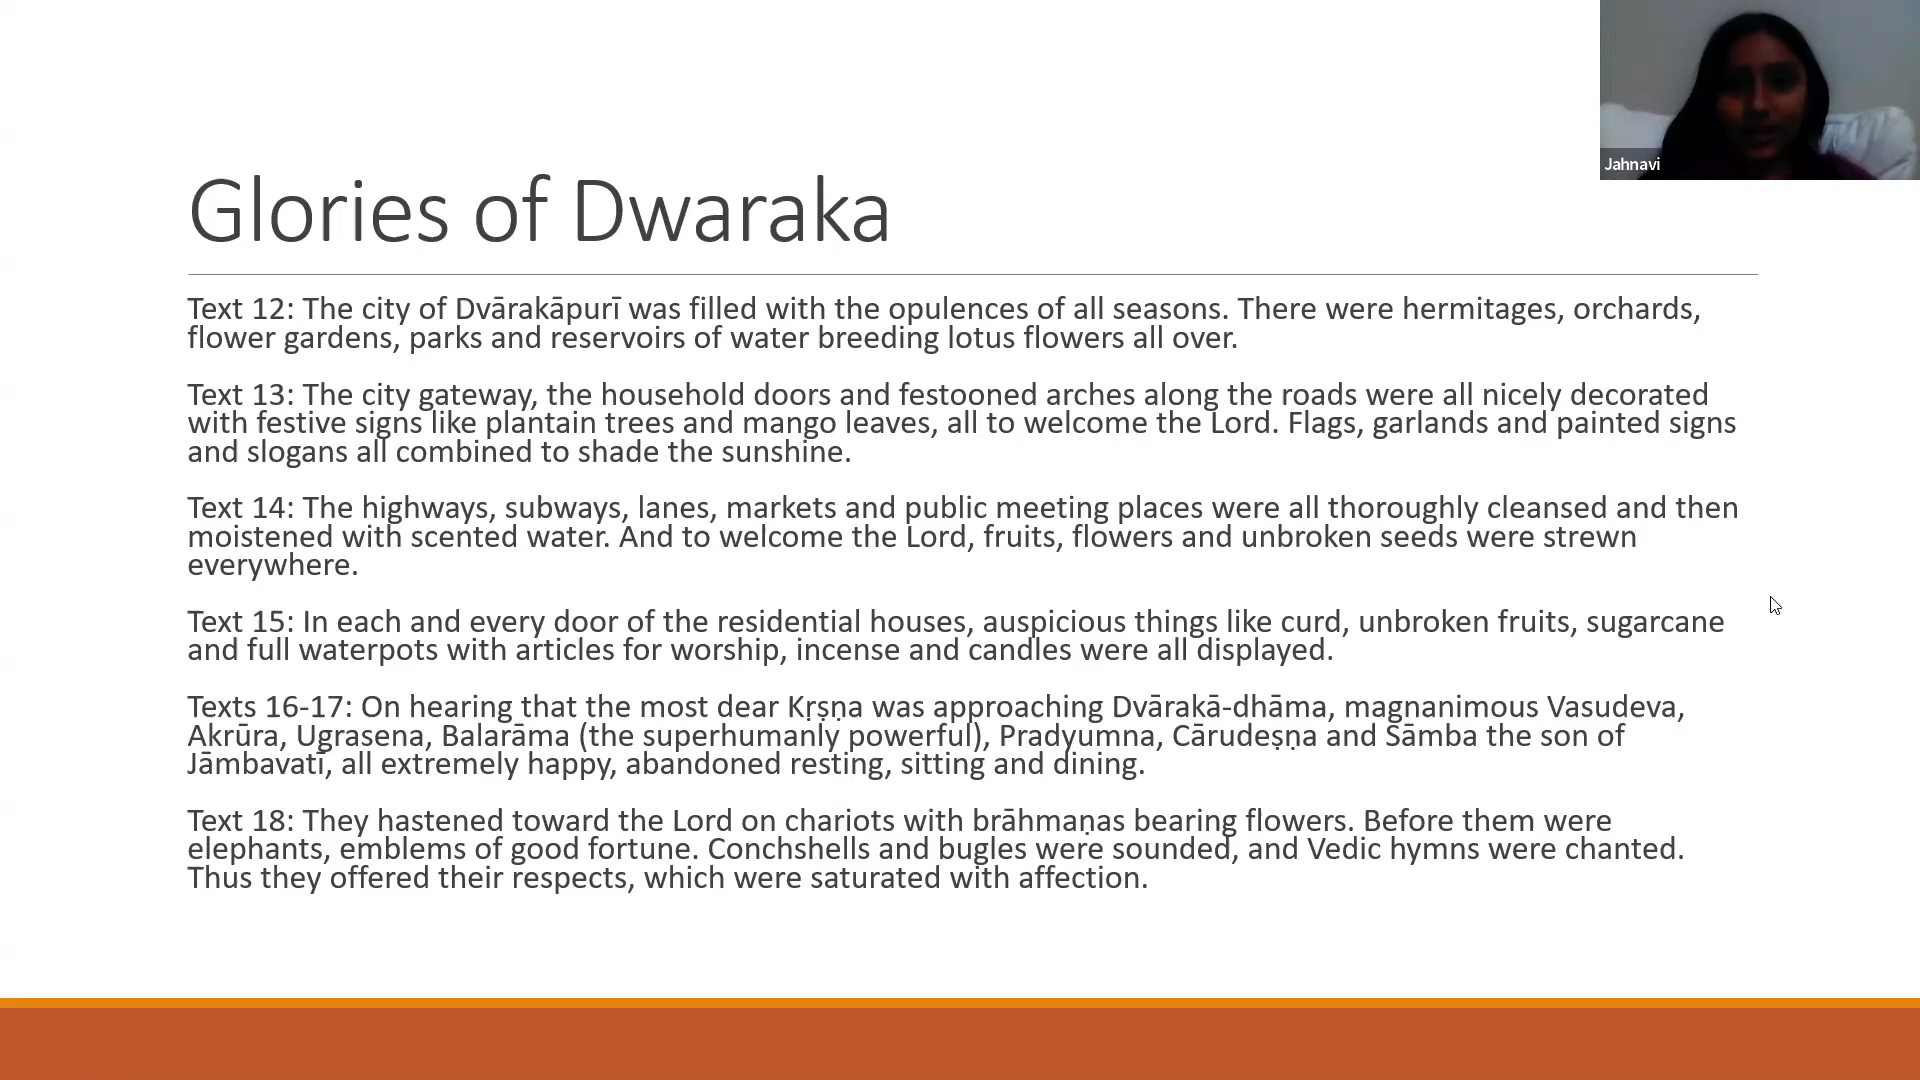 Jahnavi
Glories of Dwaraka
Text 12: The city of Dvārakāpurī was filled with the opulences of all seasons. There were hermitages, orchards,
flower gardens, parks and reservoirs of water breeding lotus flowers all over.
Text 13: The city gateway, the household doors and festooned arches along the roads were all nicely decorated
with festive signs like plantain trees and mango leaves, all to welcome the Lord. Flags, garlands and painted signs
and slogans all combined to shade the sunshine.
Text 14: The highways, subways, lanes, markets and public meeting places were all thoroughly cleansed and then
moistened with scented water. And to welcome the Lord, fruits, flowers and unbroken seeds were strewn
everywhere.
Text 15: In each and every door of the residential houses, auspicious things like curd, unbroken fruits, sugarcane
and full waterpots with articles for worship, incense and candles were all displayed.
Texts 16-17: On hearing that the most dear Kṛṣṇa was approaching Dvārakā-dhāma, magnanimous Vasudeva,
Akrūra, Ugrasena, Balarāma (the superhumanly powerful), Pradyumna, Cārudeṣṇa and Sāmba the son of
Jāmbavatī, all extremely happy, abandoned resting, sitting and dining.
Text 18: They hastened toward the Lord on chariots with brāhmaṇas bearing flowers. Before them were
elephants, emblems of good fortune. Conchshells and bugles were sounded, and Vedic hymns were chanted.
Thus they offered their respects, which were saturated with affection.